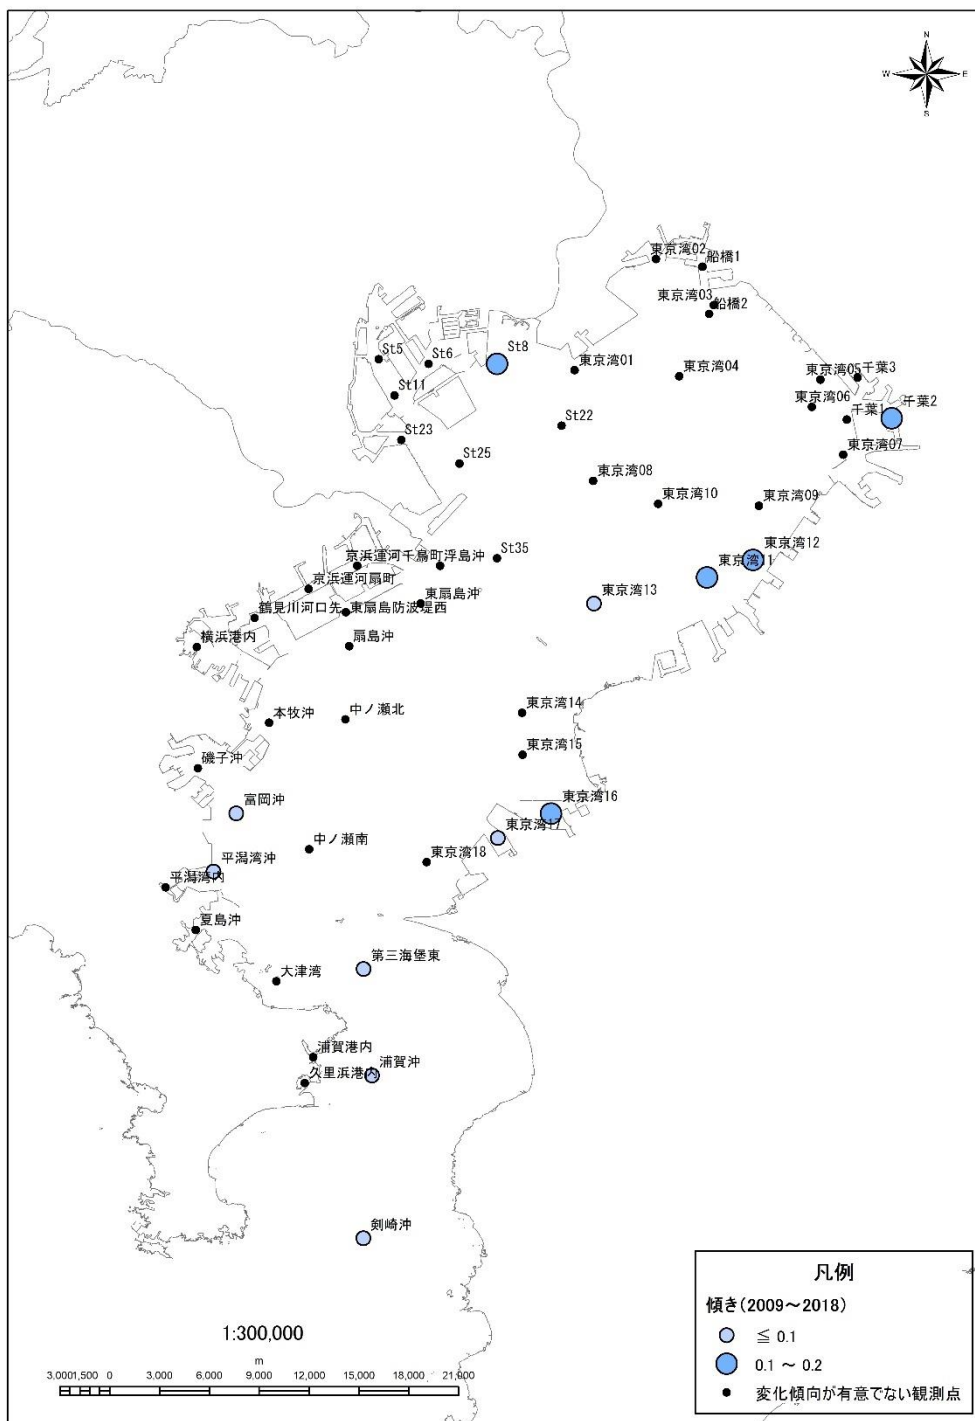 N
W
E
S
東京湾02
船橋1
東京湾03
船橋2
St8
St5
St6
東京湾01
東京湾04
東京湾05
千葉3
St11
東京湾06
千葉1
千葉2
St22
St23
東京湾07
St25
東京湾08
東京湾10
東京湾09
St35
東京湾12
京浜運河千鳥町
浮島沖
東京湾11
京浜運河扇町
東扇島沖
東京湾13
鶴見川河口先
東扇島防波堤西
横浜港内
扇島沖
本牧沖
中ノ瀬北
東京湾14
東京湾15
磯子沖
富岡沖
東京湾16
東京湾17
中ノ瀬南
東京湾18
平潟湾沖
平潟湾内
夏島沖
第三海堡東
大津湾
浦賀港内
浦賀沖
久里浜港内
剣崎沖
凡例
傾き(2009～2018)
≦ 0.1
0.1 ～ 0.2
変化傾向が有意でない観測点
1:300,000
m
3,000 1,500 0 3,000 6,000 9,000 12,000 15,000 18,000 21,000